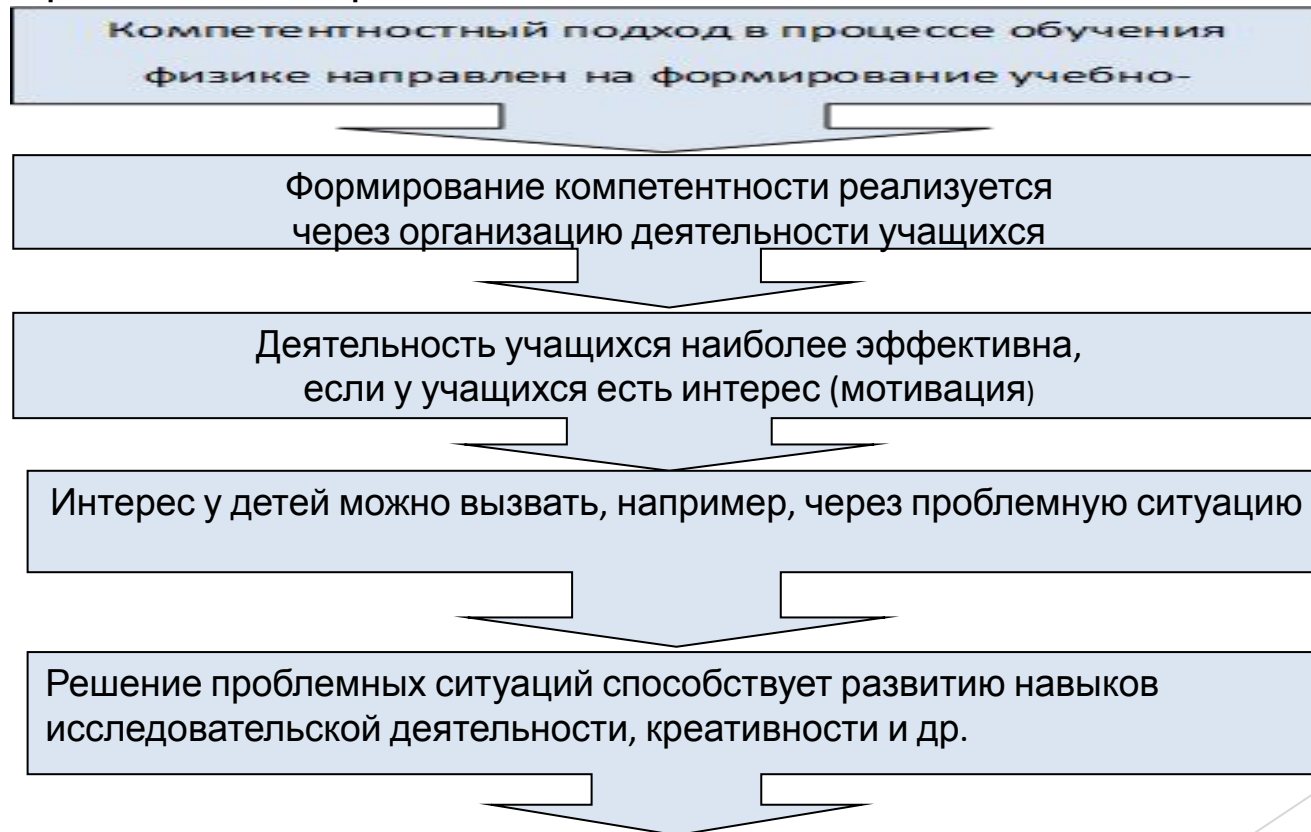 Компетентностный подход в процессе обучения
физике направлен на формирование учебно-
Формирование компетентности реализуется
через организацию деятельности учащихся
Деятельность учащихся наиболее эффективна,
если у учащихся есть интерес (мотивация)
Интерес у детей можно вызвать, например, через проблемную ситуацию
Решение проблемных ситуаций способствует развитию навыков
исследовательской деятельности, креативности и др.